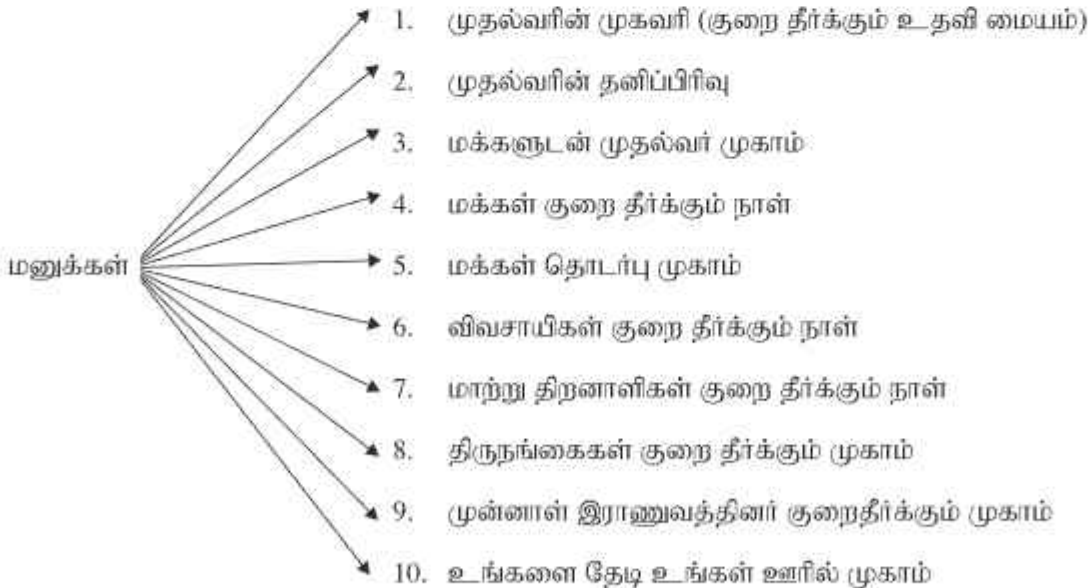 1. முதல்வரின் முகவரி (குறை தீர்க்கும் உதவி மையம்)
2. முதல்வரின் தனிப்பிரிவு
3. மக்களுடன் முதல்வர் முகாம்
4. மக்கள் குறை தீர்க்கும் நாள்
மனுக்கள்
5. மக்கள் தொடர்பு முகாம்
6. விவசாயிகள் குறை தீர்க்கும் நாள்
7. மாற்று திறனாளிகள் குறை தீர்க்கும் நாள்
8. திருநங்கைகள் குறை தீர்க்கும் முகாம்
9. முன்னாள் இராணுவத்தினர் குறைதீர்க்கும் முகாம்
10. உங்களை தேடி உங்கள் ஊரில் முகாம்